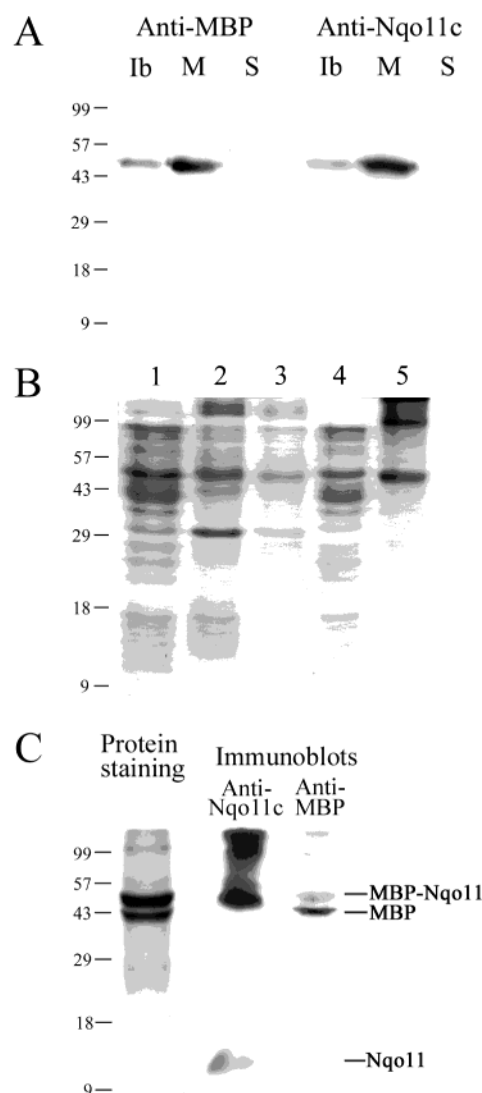 A
Anti-MBP Anti-Nqo11c
Ib M S Ib M S
99
57
43
29
18
9
B
1 2 3 4 5
99
57
43
29
18
9
C
Protein staining
Immunoblots
Anti-Nqo11c
Anti-MBP
99
57
MBP-Nqo11
43
MBP
29
18
Nqo11
9